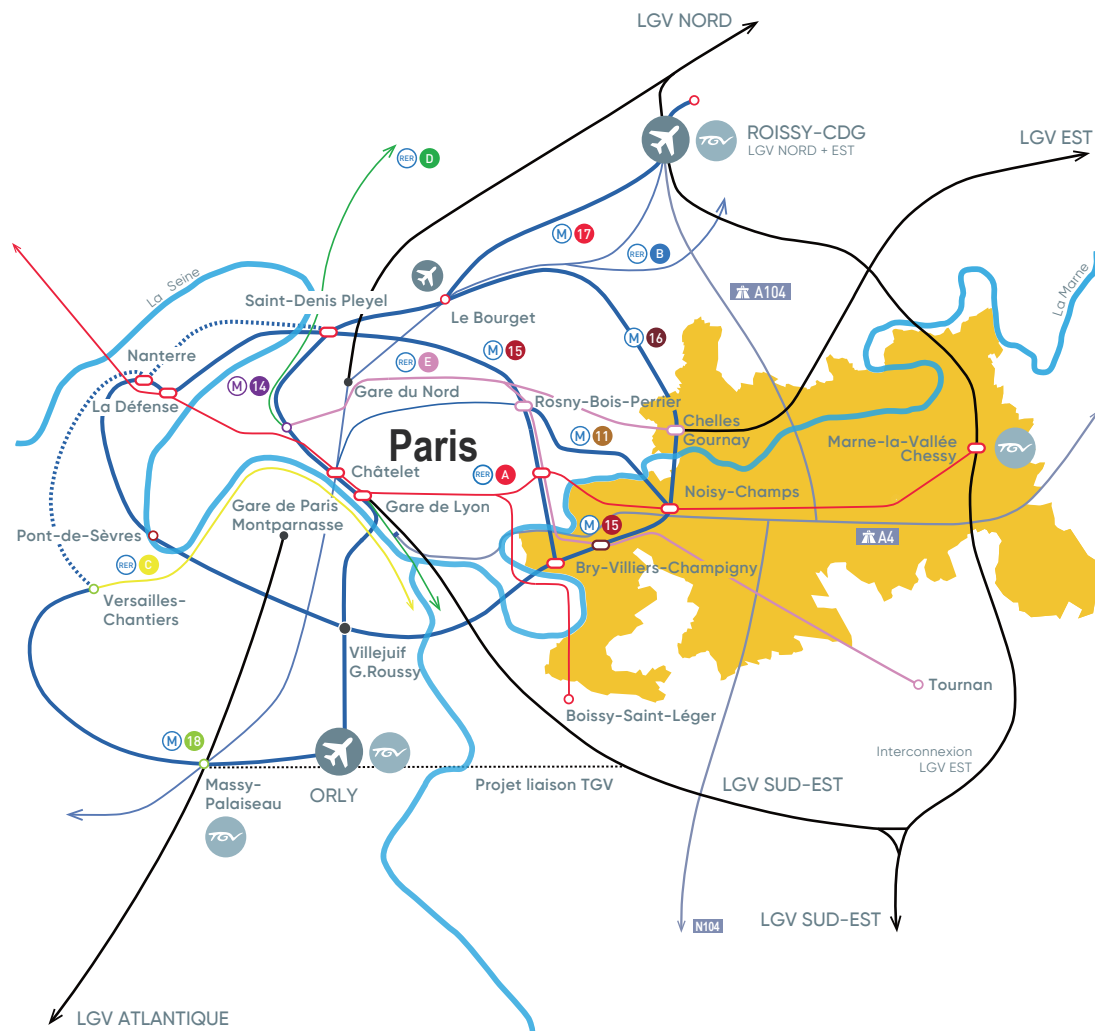 LGV NORD
ROISSY-CDG
LGV NORD + EST
TGV
LGV EST
RER D
M 17
RER B
La Seine
La Marne
A104
Saint-Denis Pleyel
Le Bourget
M 16
M 15
Nanterre
RER E
M 14
Gare du Nord
La Défense
Rosny-Bois-Perrier
Chelles
Gournay
M 11
Paris
Marne-la-Vallée
Chessy
TGV
Châtelet
RER A
Noisy-Champs
Gare de Lyon
Gare de Paris
Montparnasse
M 15
Pont-de-Sèvres
A4
RER C
Bry-Villiers-Champigny
Versailles-
Chantiers
Villejuif
G.Roussy
Tournan
Boissy-Saint-Léger
M 18
TGV
Interconnexion
LGV EST
Massy-
Palaiseau
ORLY
Projet liaison TGV
LGV SUD-EST
TGV
LGV SUD-EST
N104
LGV ATLANTIQUE